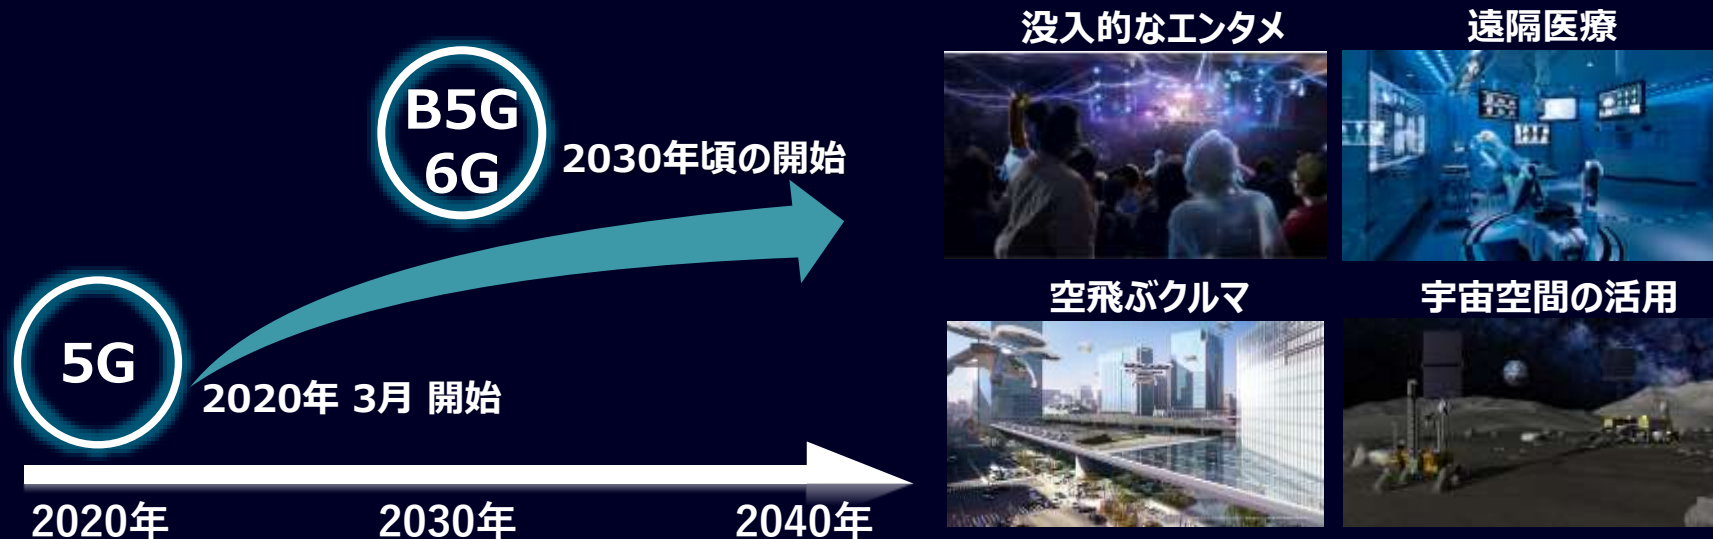 B5G
6G
2030年頃の開始
5G
2020年 3月 開始
2020年
2030年
2040年
没入的なエンタメ
遠隔医療
空飛ぶクルマ
宇宙空間の活用